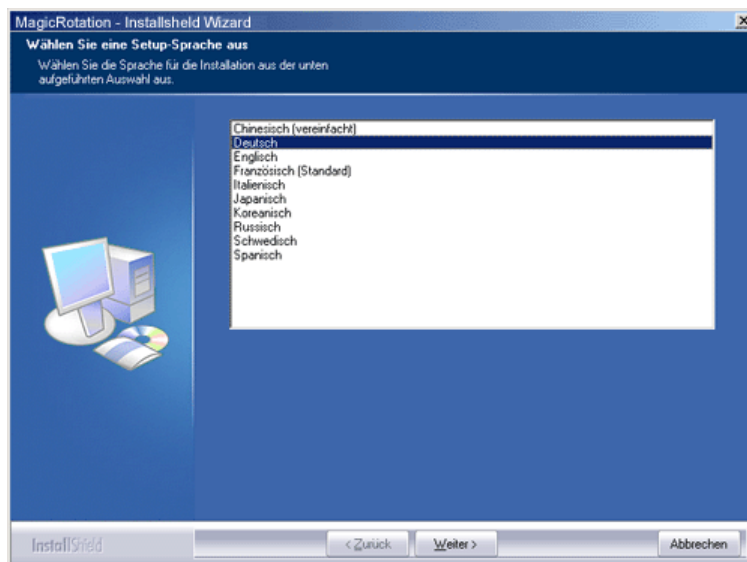 MagicRotation - Installsheld Wizard
Wählen Sie eine Setup-Sprache aus
Wählen Sie die Sprache für die Installation aus der unten
aufgeführten Auswahl aus.
Chinesisch (vereinfacht)
Deutsch
Englisch
Französisch (Standard)
Italienisch
Japanisch
Koreanisch
Russisch
Schwedisch
Spanisch
InstallShield
< Zurück
Weiter >
Abbrechen